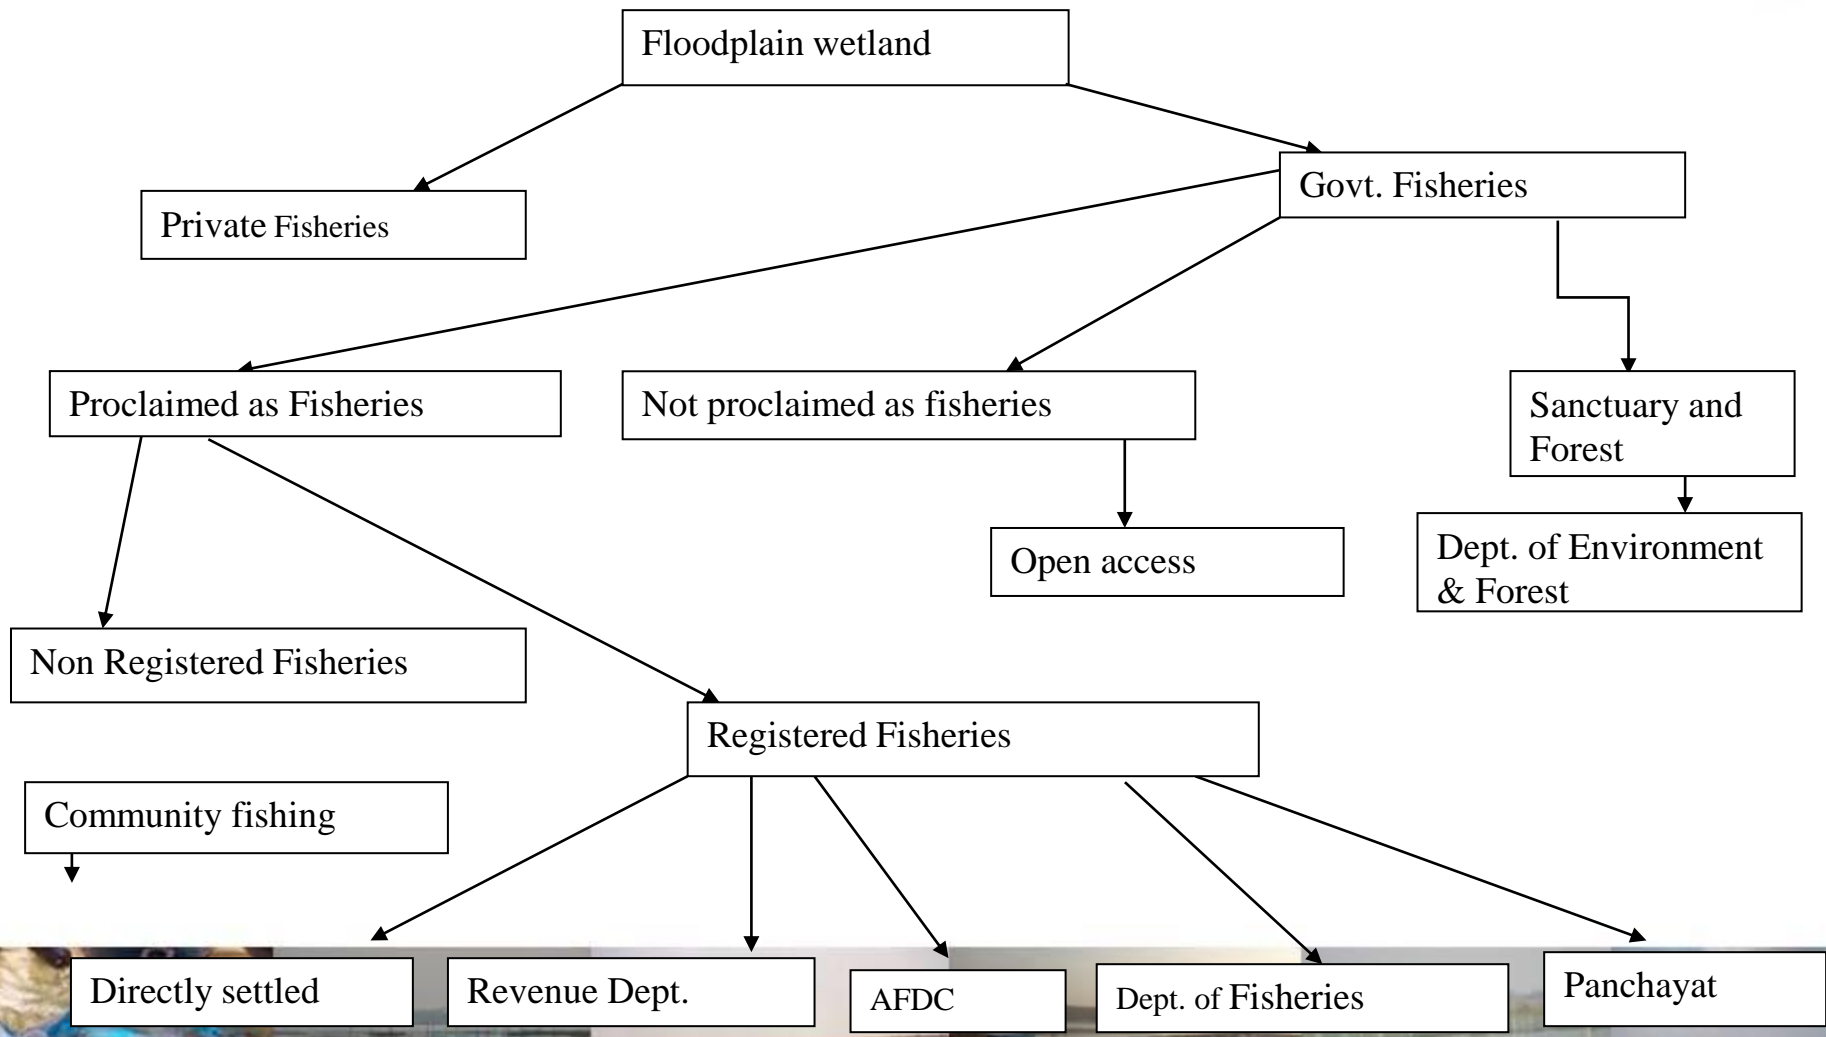 Floodplain wetland
Govt. Fisheries
Private Fisheries
Proclaimed as Fisheries
Not proclaimed as fisheries
Sanctuary and
Forest
Open access
Dept. of Environment
& Forest
Non Registered Fisheries
Registered Fisheries
Community fishing
Directly settled
Revenue Dept.
AFDC
Dept. of Fisheries
Panchayat